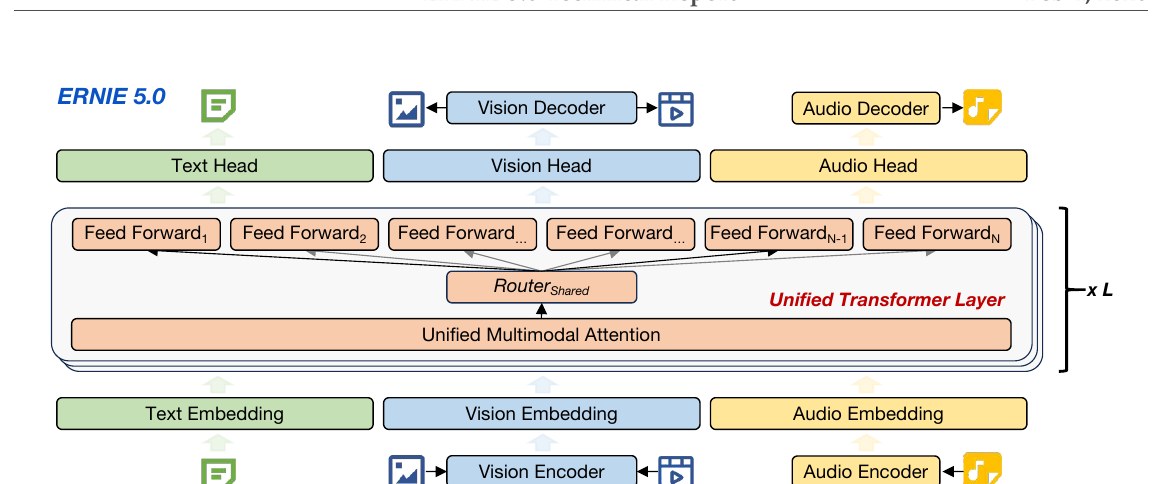 ERNIE 5.0
Vision Decoder
Audio Decoder
Text Head
Vision Head
Audio Head
Feed Forward1
Feed Forward2
Feed Forward...
Feed Forward...
Feed ForwardN-1
Feed ForwardN
RouterShared
Unified Transformer Layer
x L
Unified Multimodal Attention
Text Embedding
Vision Embedding
Audio Embedding
Vision Encoder
Audio Encoder